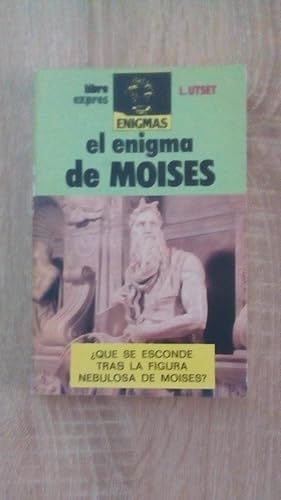 libro
expres
L. UTSET
ENIGMAS
el enigma
de MOISES
¿QUE SE ESCONDE
TRAS LA FIGURA
NEBULOSA DE MOISES?